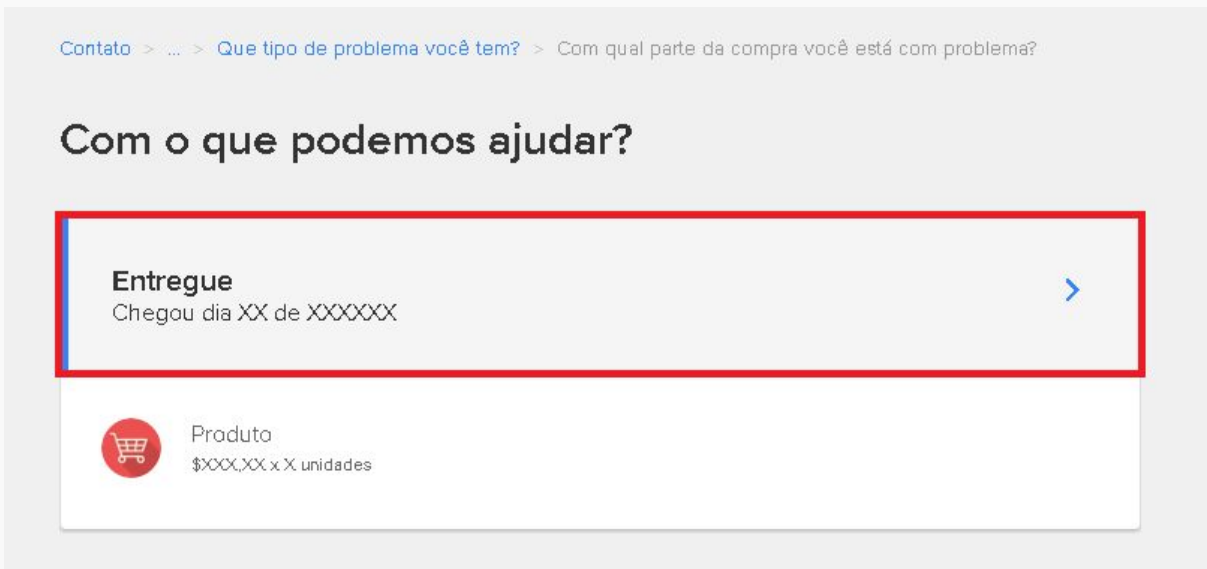 Contato > ... > Que tipo de problema você tem? > Com qual parte da compra você está com problema?
Com o que podemos ajudar?
Entregue
Chegou dia XX de XXXXXX
Produto
$XXX,XX x X unidades